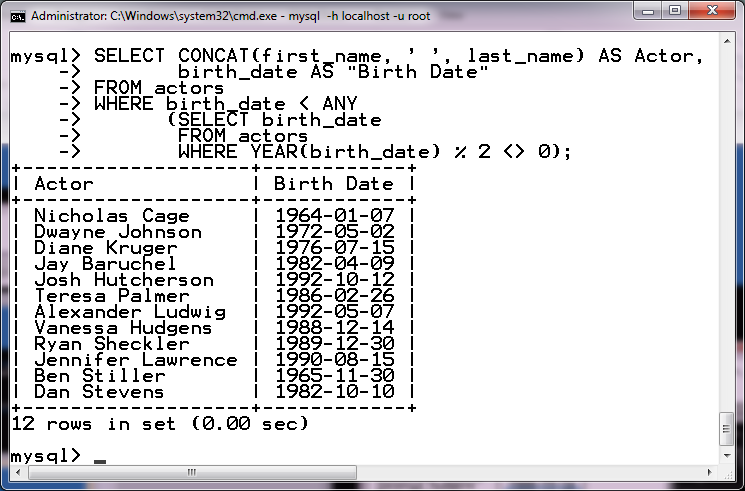 Administrator: C:\Windows\system32\cmd.exe - mysql  -h localhost -u root
mysql> SELECT CONCAT(first_name, ' ', last_name) AS Actor,
    ->        birth_date AS "Birth Date"
    -> FROM actors
    -> WHERE birth_date < ANY
    ->       (SELECT birth_date
    ->        FROM actors
    ->        WHERE YEAR(birth_date) % 2 <> 0);
+-------------------+------------+
| Actor             | Birth Date |
+-------------------+------------+
| Nicholas Cage     | 1964-01-07 |
| Dwayne Johnson    | 1972-05-02 |
| Diane Kruger      | 1976-07-15 |
| Jay Baruchel      | 1982-04-09 |
| Josh Hutcherson   | 1992-10-12 |
| Teresa Palmer     | 1986-02-26 |
| Alexander Ludwig  | 1992-05-07 |
| Vanessa Hudgens   | 1988-12-14 |
| Ryan Sheckler     | 1989-12-30 |
| Jennifer Lawrence | 1990-08-15 |
| Ben Stiller       | 1965-11-30 |
| Dan Stevens       | 1982-10-10 |
+-------------------+------------+
12 rows in set (0.00 sec)
mysql> _